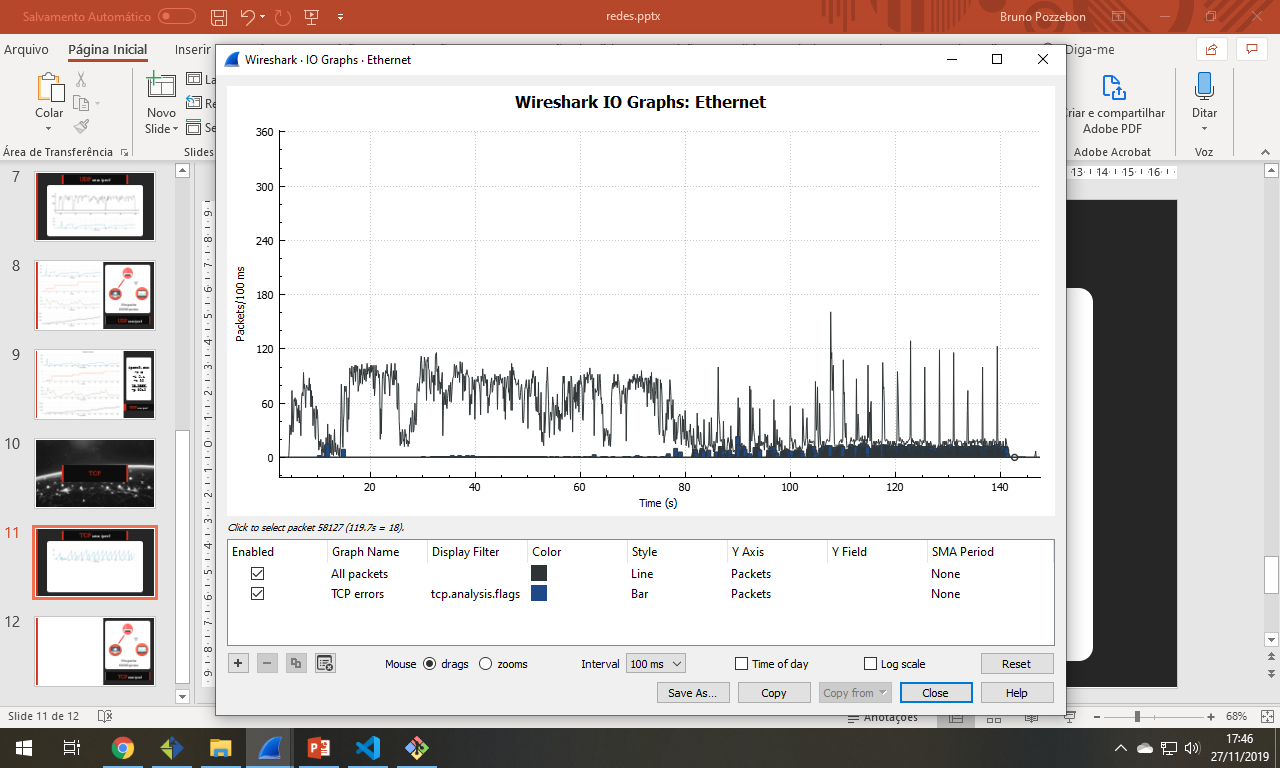 Salvamento Automático
redes.pptx
Bruno Pozzebon
Arquivo
Página Inicial
Inserir
Diga-me
Colar
Novo
Slide
Área de Transferência
Slides
Criar e compartilhar
Adobe PDF
Adobe Acrobat
Ditar
Voz
Wireshark · IO Graphs · Ethernet
Wireshark IO Graphs: Ethernet
Packets/100 ms
360
300
240
180
120
60
0
20
40
60
80
100
120
140
Time (s)
Click to select packet 58127 (119.7s = 18).
Enabled Graph Name Display Filter Color Style Y Axis Y Field SMA Period
All packets Line Packets None
TCP errors tcp.analysis.flags Bar Packets None
Mouse drags zooms Interval 100 ms Time of day Log scale Reset
Save As... Copy Copy from Close Help
7
8
9
10
TCP
11
12
13 14 15 16
Slide 11 de 12
Anotações
68%
17:46
27/11/2019